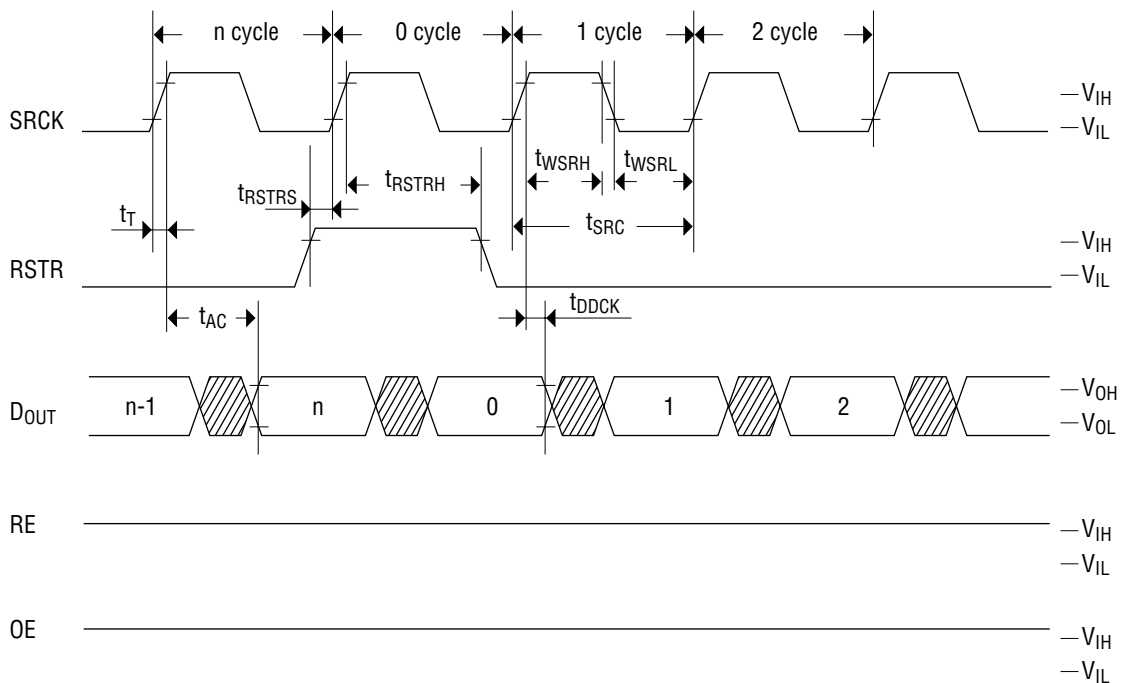 n cycle 0 cycle 1 cycle 2 cycle
SRCK
—VIH
—VIL
tWSRH tWSRL
tRSTRS tRSTRH
tT tSRC
RSTR
—VIH
—VIL
tAC tDDCK
DOUT n-1 n 0 1 2
—VOH
—VOL
RE
—VIH
—VIL
OE
—VIH
—VIL